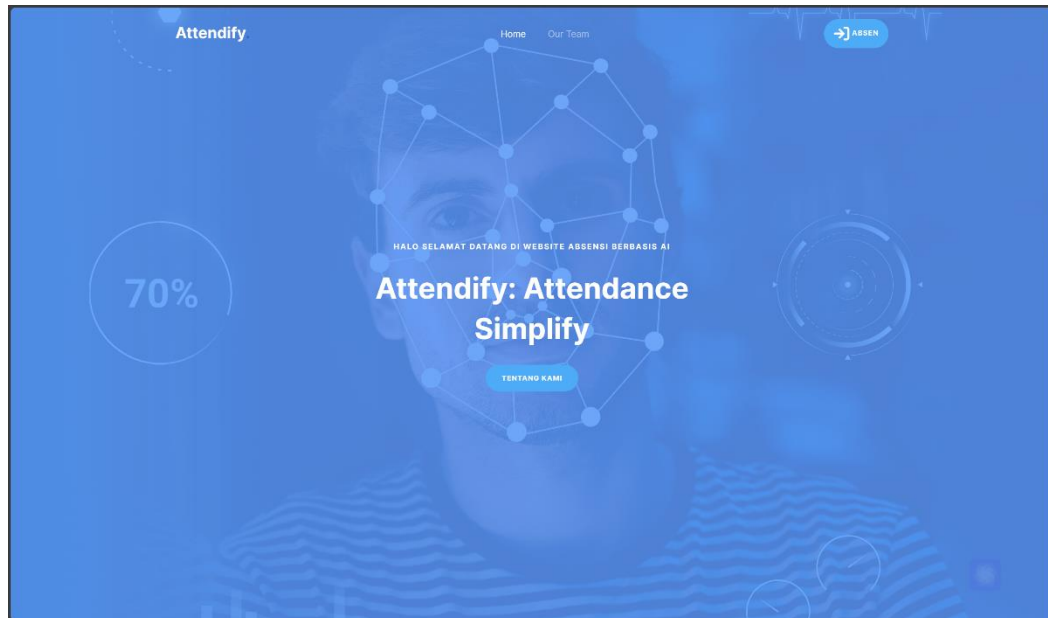 Attendify
Home
Our Team
ABSEN
HALO SELAMAT DATANG DI WEBSITE ABSENSI BERBASIS AI
70%
Attendify: Attendance
Simplify
TENTANG KAMI